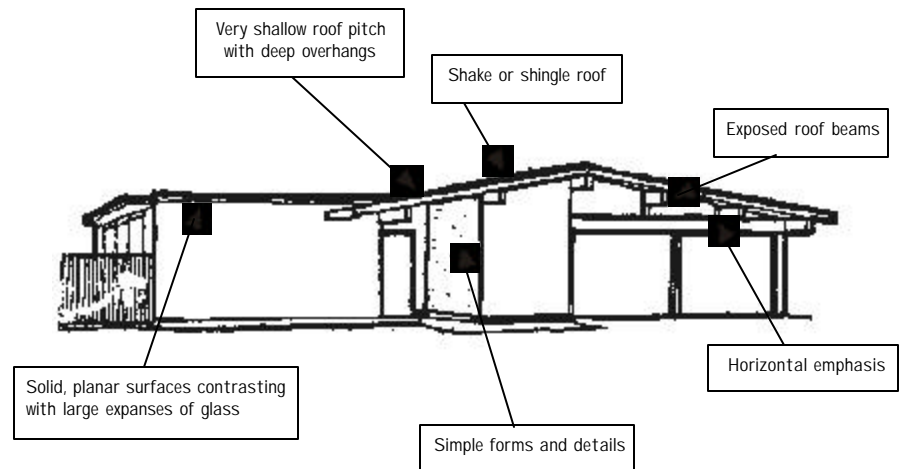 Very shallow roof pitch
with deep overhangs
Shake or shingle roof
Exposed roof beams
Solid, planar surfaces contrasting
with large expanses of glass
Horizontal emphasis
Simple forms and details